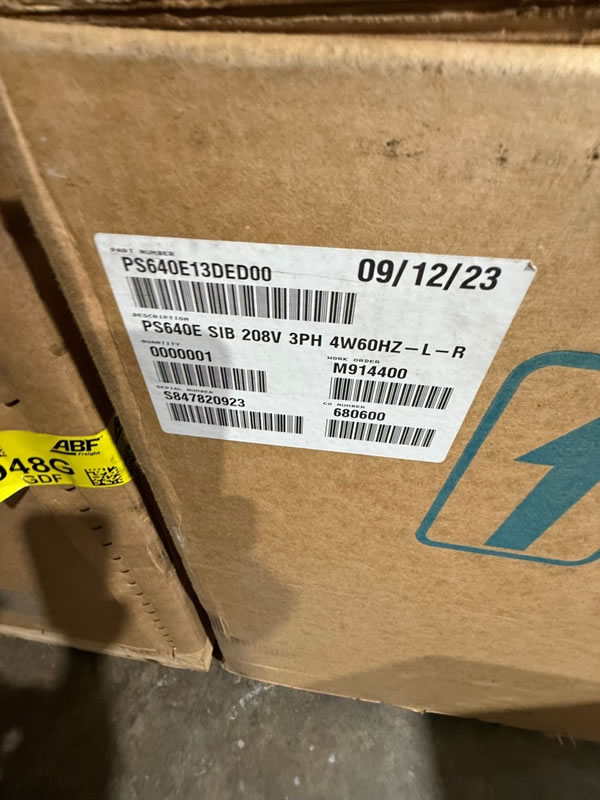 PART NUMBER
PS640E13DED00
09/12/23
DESCRIPTION
PS640E SIB 208V 3PH 4W60HZ-L-R
QUANTITY
0000001
WORK ORDER
M914400
SERIAL NUMBER
S847820923
CO NUMBER
680600
ABF
Freight
948G
GDF